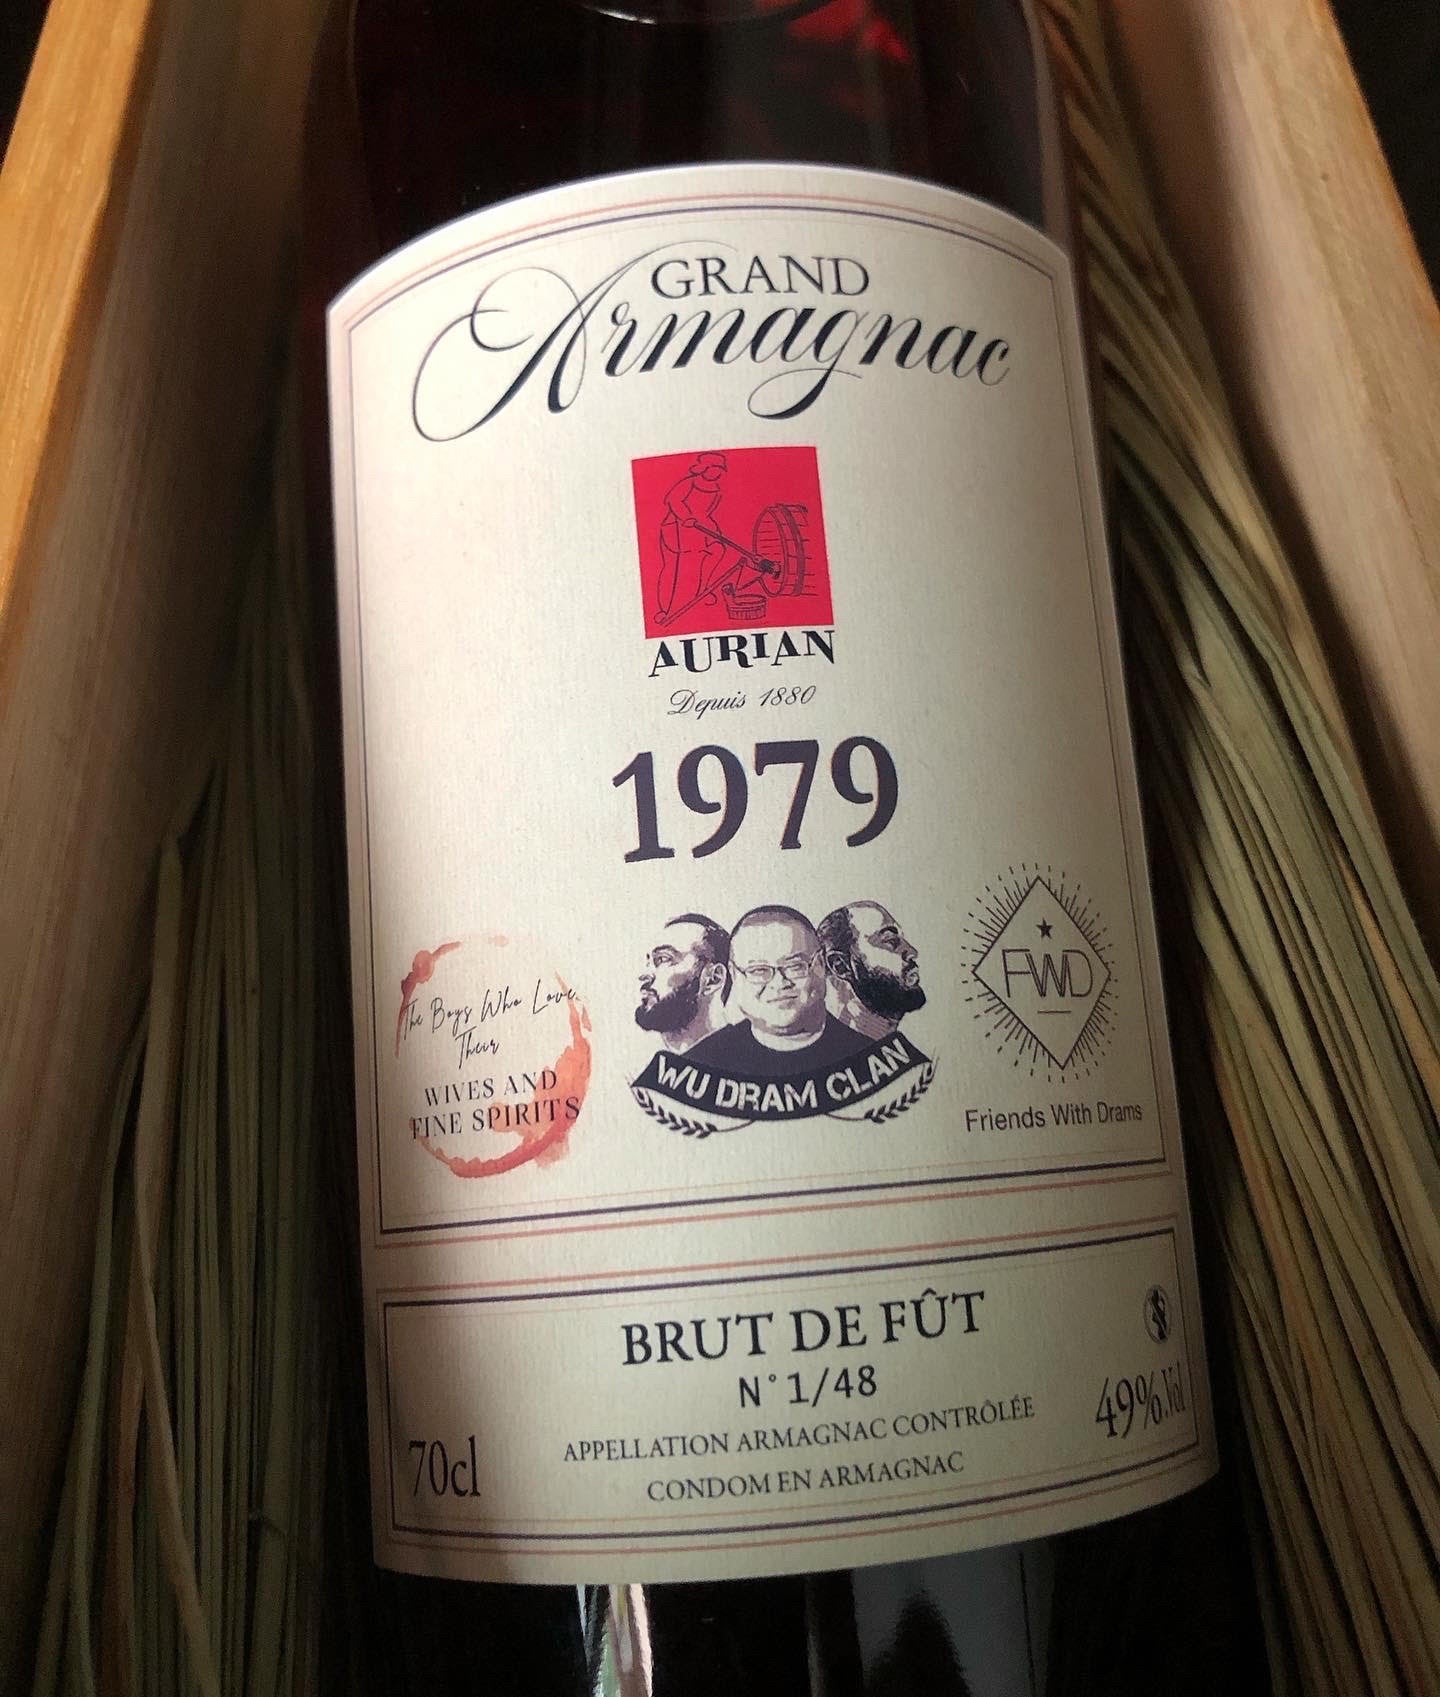 GRAND
Armagnac
AURIAN
Depuis 1880
1979
The Boys Who Love
Their
WIVES AND
FINE SPIRITS
WU DRAM CLAN
FWD
Friends With Drams
BRUT DE FÛT
N°1/48
70cl
APPELLATION ARMAGNAC CONTRÔLÉE
CONDOM EN ARMAGNAC
49%.Vol